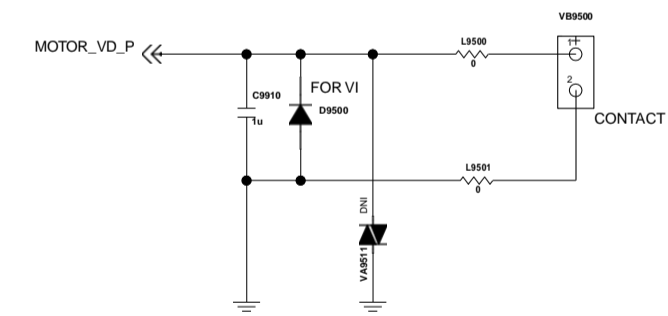 VB9500
MOTOR_VD_P
L9500
0
1+
2
C9910
1u
FOR VI
D9500
CONTACT
L9501
0
DNI
VA9511